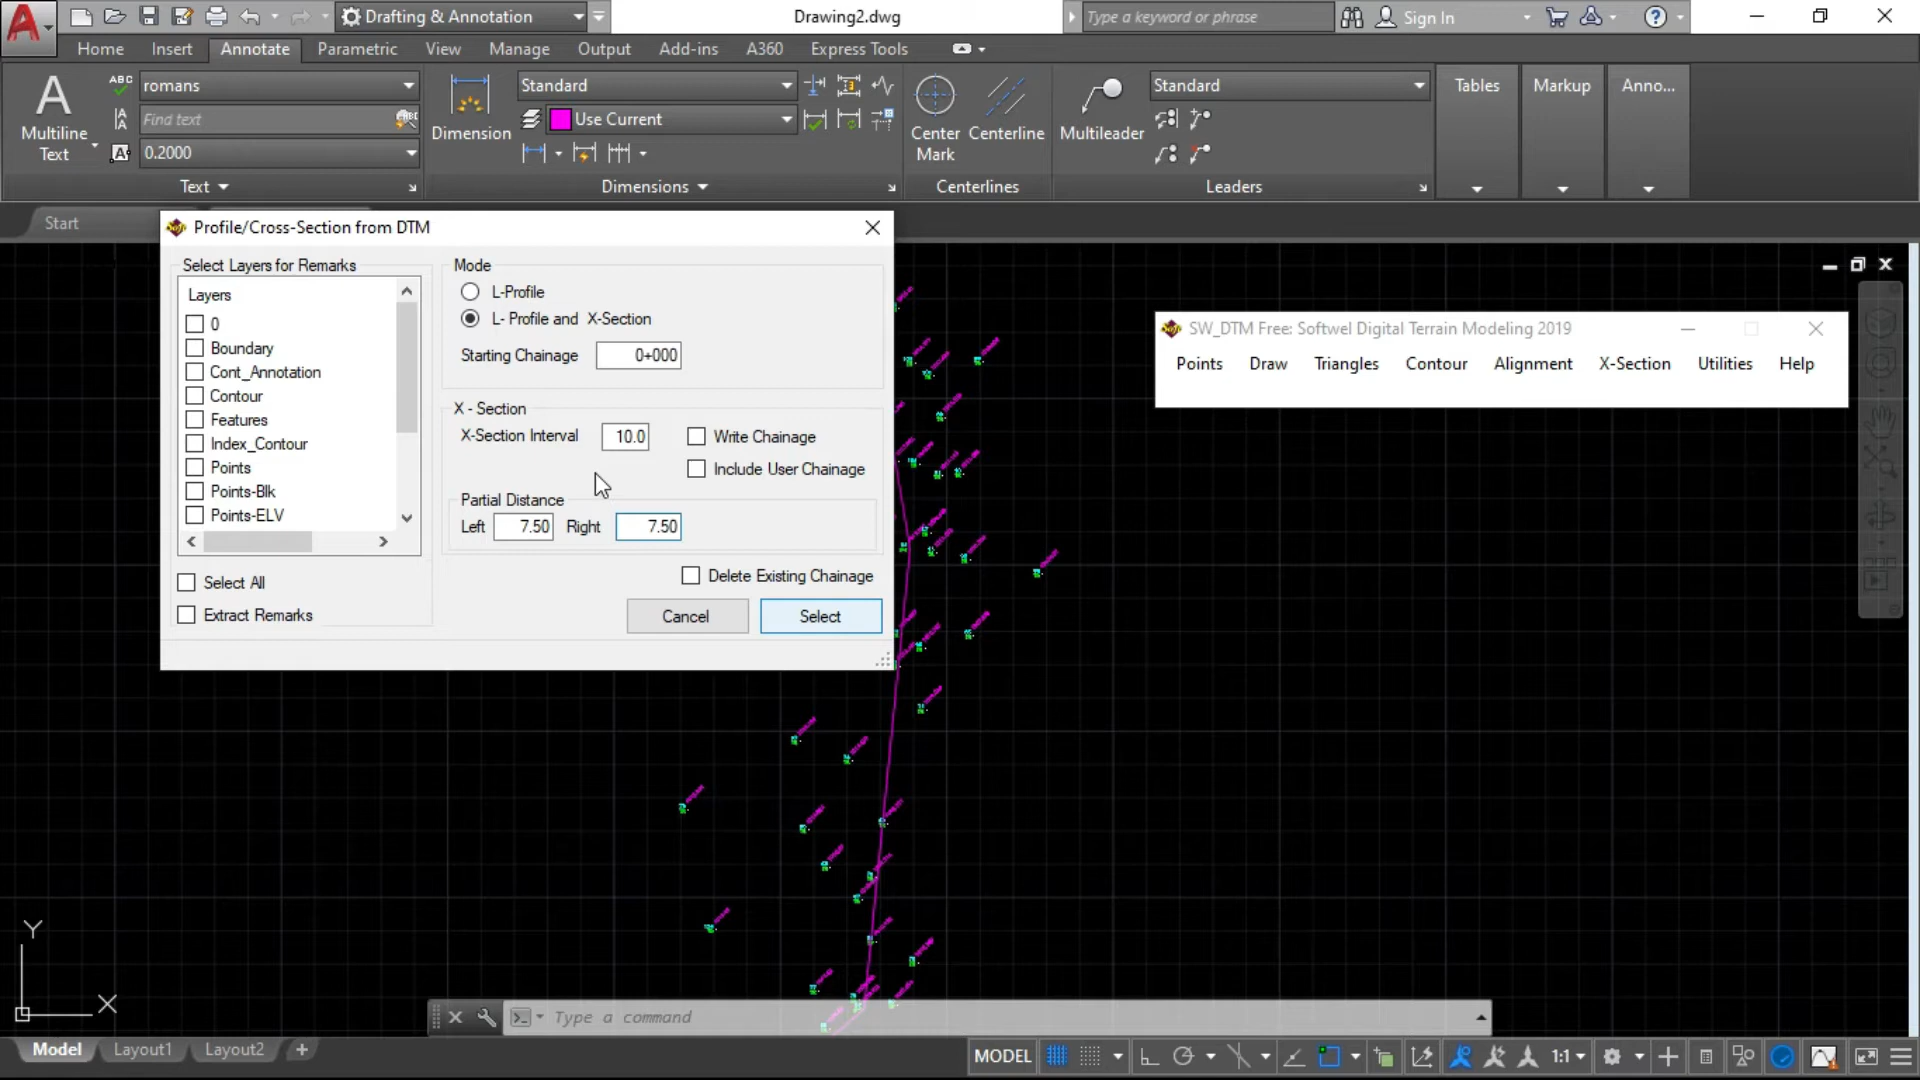 Drafting & Annotation
Drawing2.dwg
Type a keyword or phrase
Sign In
Home
Insert
Annotate
Parametric
View
Manage
Output
Add-ins
A360
Express Tools
A
Multiline
Text
ABC
romans
Find text
0.2000
Text
Dimension
Standard
Use Current
Dimensions
Center
Mark
Centerline
Centerlines
Multileader
Standard
Leaders
Tables
Markup
Anno...
Start
Profile/Cross-Section from DTM
Select Layers for Remarks
Layers
0
Boundary
Cont_Annotation
Contour
Features
Index_Contour
Points
Points-Blk
Points-ELV
Select All
Extract Remarks
Mode
L-Profile
L- Profile and X-Section
Starting Chainage 0+000
X - Section
X-Section Interval 10.0
Write Chainage
Include User Chainage
Partial Distance
Left 7.50 Right 7.50
Delete Existing Chainage
Cancel
Select
SW_DTM Free: Softwel Digital Terrain Modeling 2019
Points
Draw
Triangles
Contour
Alignment
X-Section
Utilities
Help
Y
X
Type a command
Model
Layout1
Layout2
MODEL
1:1